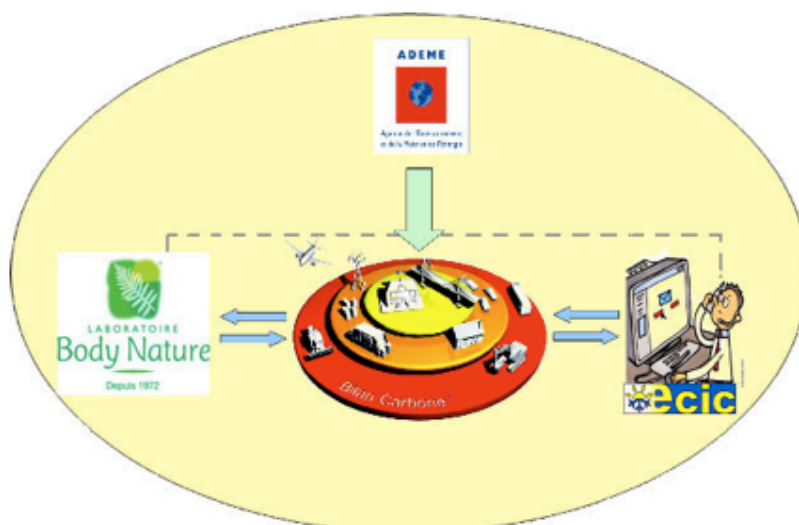 ADEME
LABORATOIRE
Body Nature
Depuis 1972
Bilan Carbone
ecic